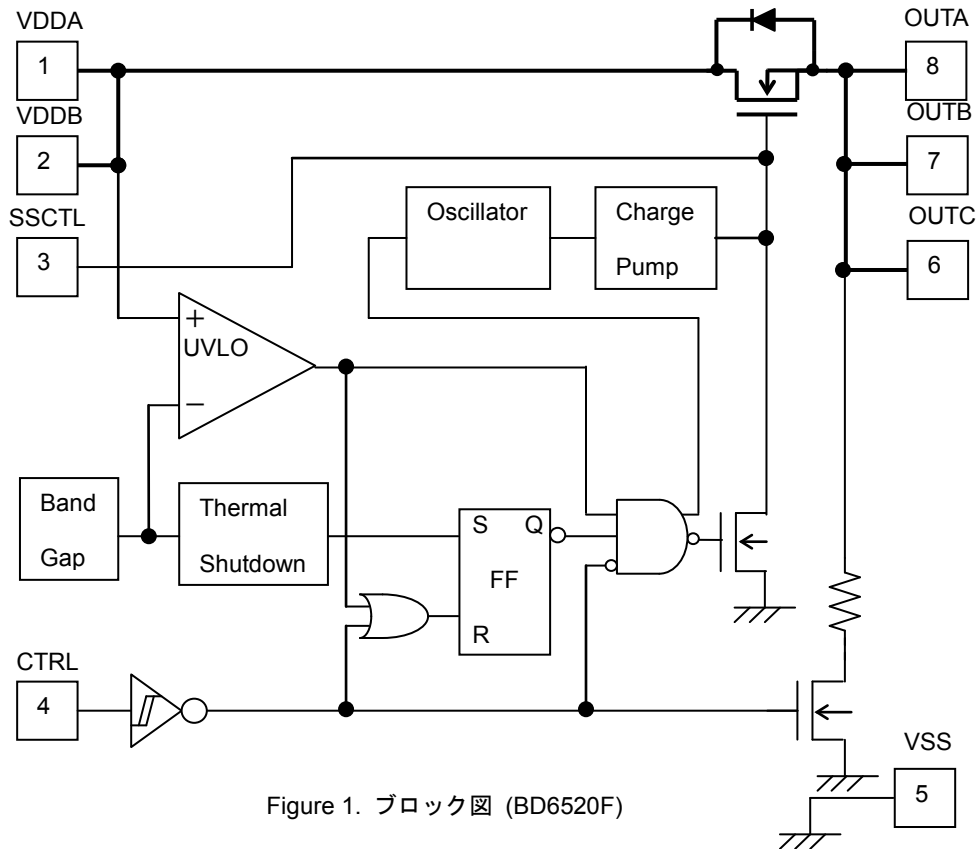 VDDA
1
VDDB
2
SSCTL
3
OUTA
8
OUTB
7
OUTC
6
Oscillator
Charge
Pump
+
UVLO
−
Band
Gap
Thermal
Shutdown
S Q
FF
R
CTRL
4
VSS
5
Figure 1. ブロック図 (BD6520F)